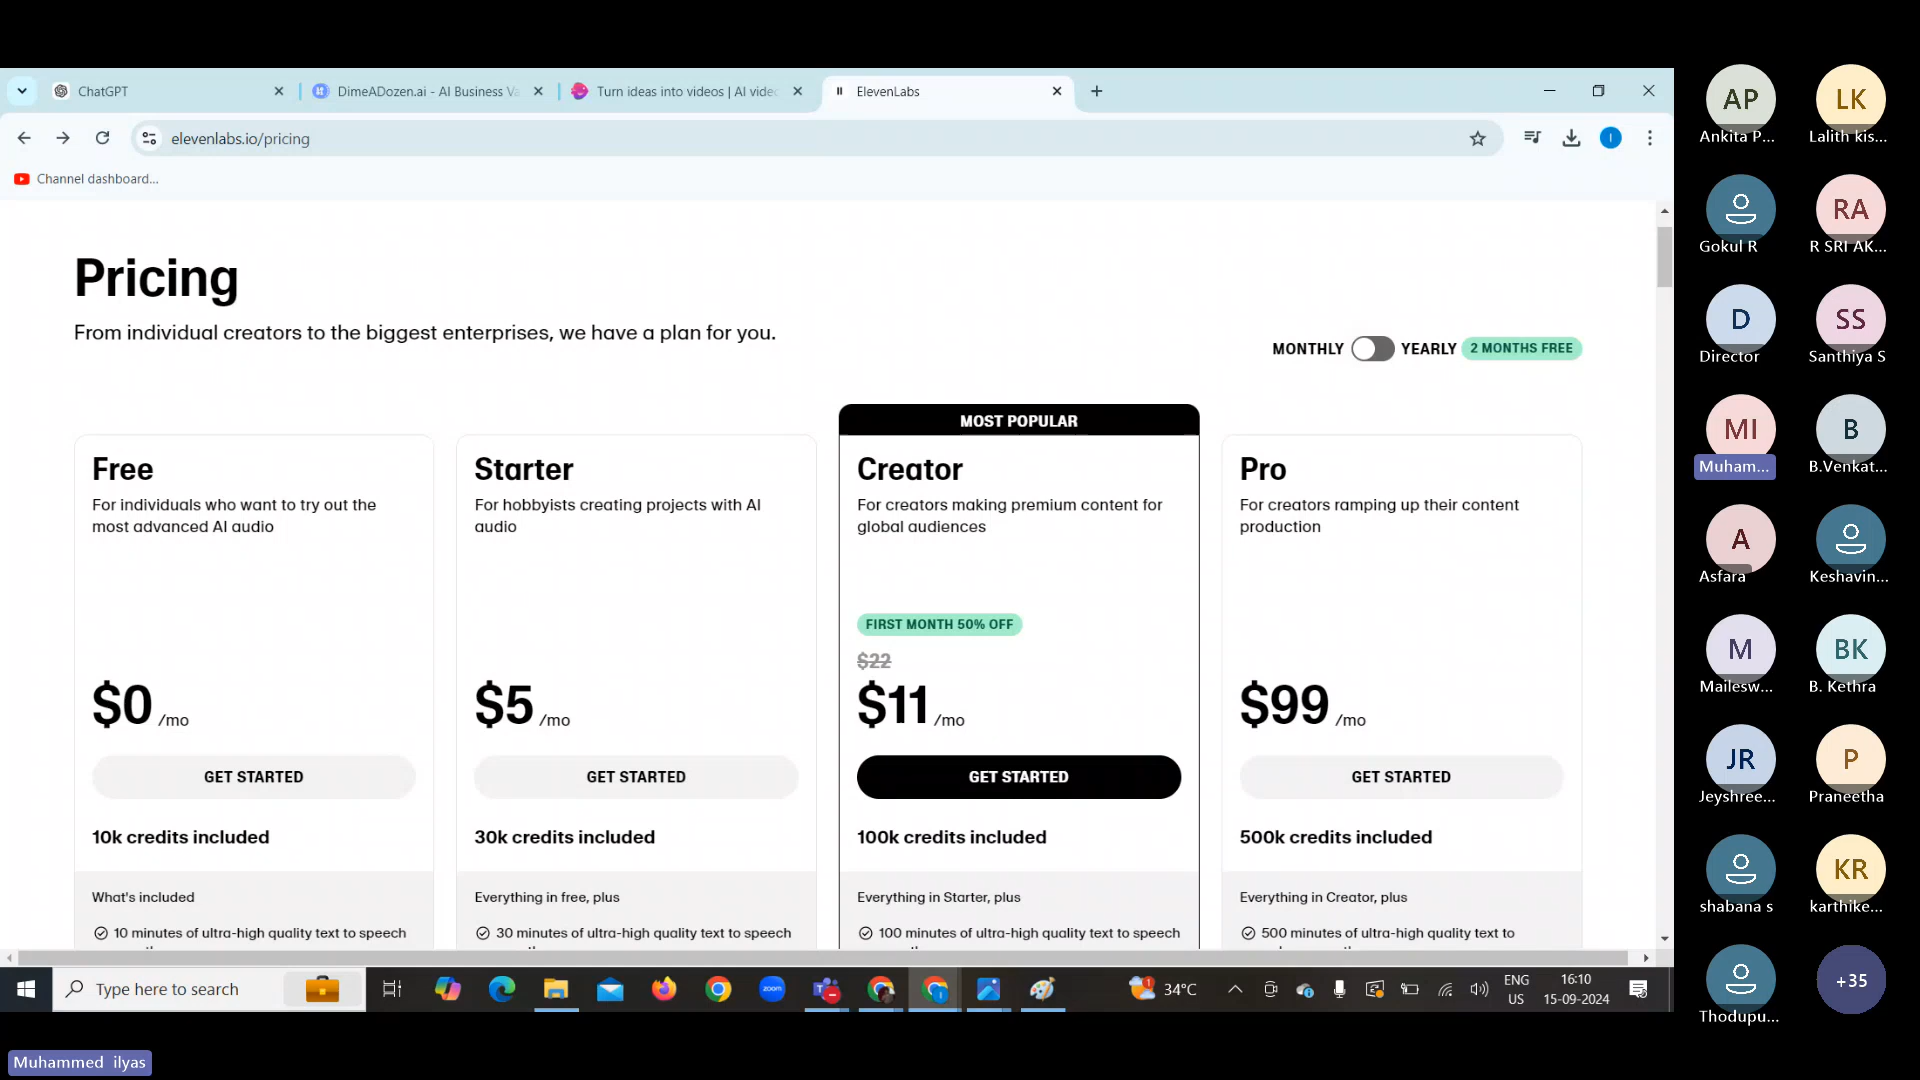 ChatGPT
DimeADozen.ai - AI Business Va
Turn ideas into videos | AI video
ElevenLabs
elevenlabs.io/pricing
Channel dashboard...
Pricing
From individual creators to the biggest enterprises, we have a plan for you.
MONTHLY YEARLY 2 MONTHS FREE
MOST POPULAR
Free
For individuals who want to try out the
most advanced AI audio
$0 /mo
GET STARTED
10k credits included
What's included
10 minutes of ultra-high quality text to speech
Starter
For hobbyists creating projects with AI
audio
$5 /mo
GET STARTED
30k credits included
Everything in free, plus
30 minutes of ultra-high quality text to speech
Creator
For creators making premium content for
global audiences
FIRST MONTH 50% OFF
$22
$11 /mo
GET STARTED
100k credits included
Everything in Starter, plus
100 minutes of ultra-high quality text to speech
Pro
For creators ramping up their content
production
$99 /mo
GET STARTED
500k credits included
Everything in Creator, plus
500 minutes of ultra-high quality text to
Type here to search
zoom
34°C
ENG
US
16:10
15-09-2024
AP
Ankita P...
LK
Lalith kis...
Gokul R
RA
R SRI AK...
D
Director
SS
Santhiya S
MI
Muham...
B
B.Venkat...
A
Asfara
Keshavin...
M
Mailesw...
BK
B. Kethra
JR
Jeyshree...
P
Praneetha
shabana s
KR
karthike...
Thodupu...
+35
Muhammed ilyas